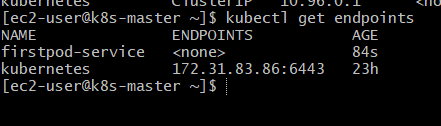 kubernetes ClusterIP 10.96.0.1 <no
[ec2-user@k8s-master ~]$ kubectl get endpoints
NAME ENDPOINTS AGE
firstpod-service <none> 84s
kubernetes 172.31.83.86:6443 23h
[ec2-user@k8s-master ~]$